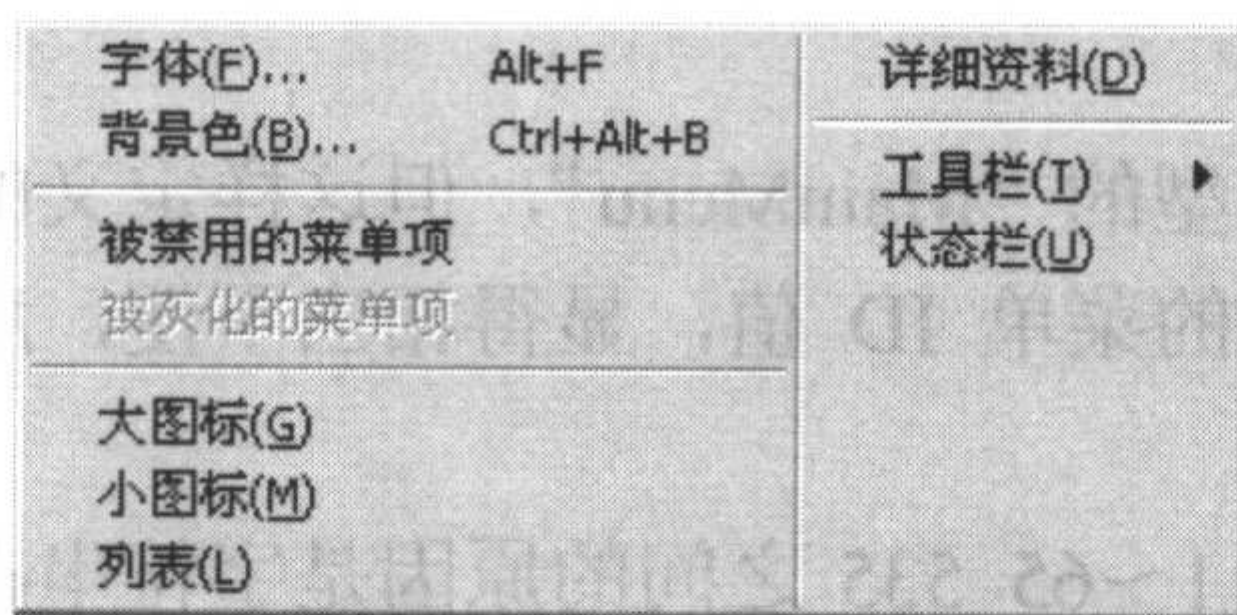 字体(F)... Alt+F
背景色(B)... Ctrl+Alt+B
被禁用的菜单项
被灰化的菜单项
大图标(G)
小图标(M)
列表(L)
详细资料(D)
工具栏(T)
状态栏(U)